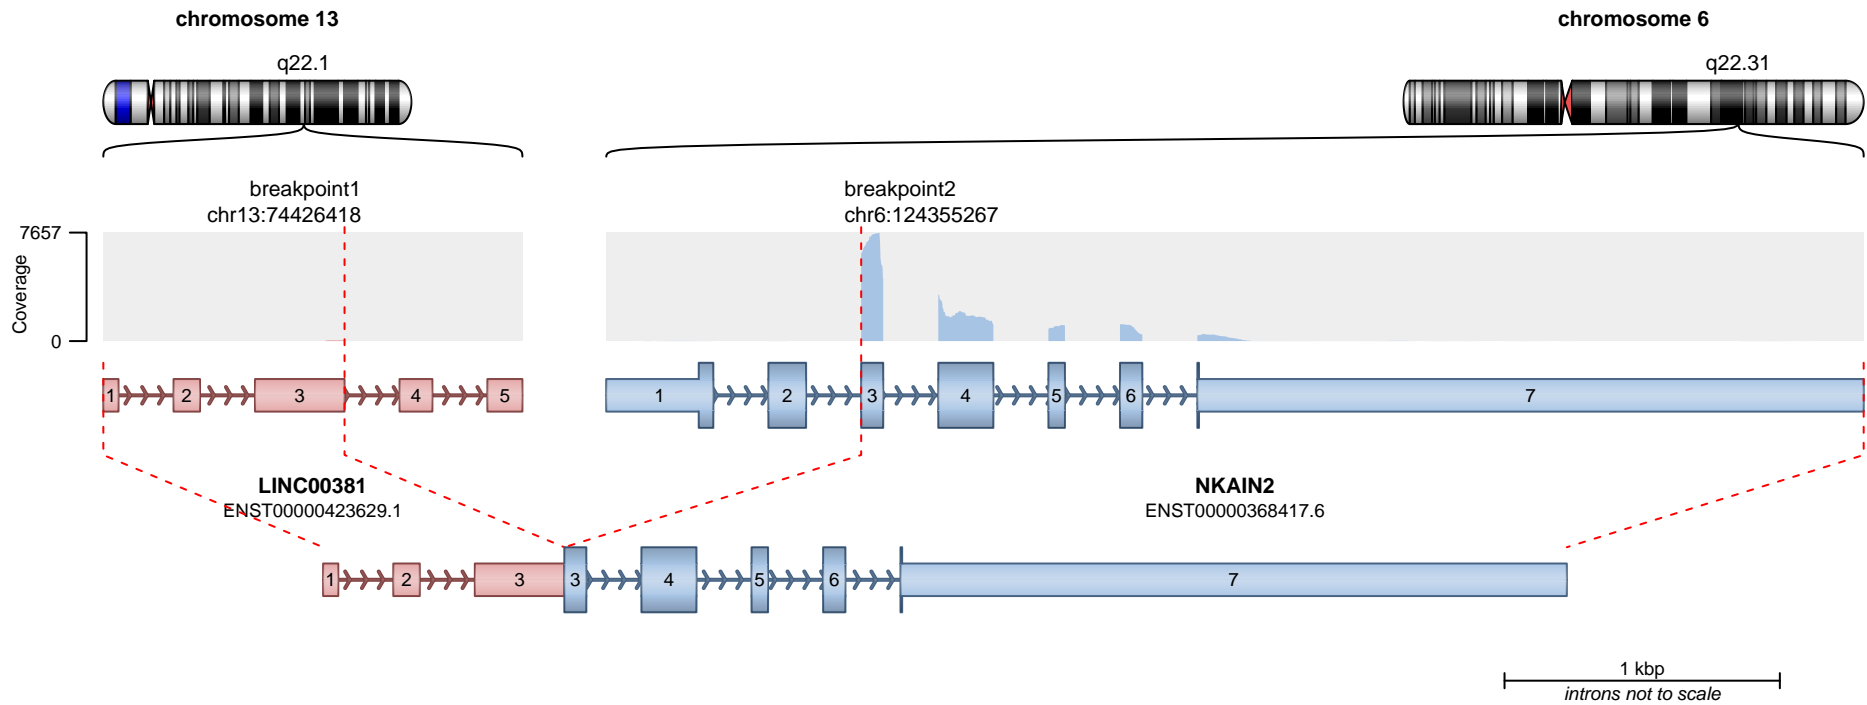 chromosome 13
chromosome 6
q22.1
q22.31
breakpoint1
chr13:74426418
breakpoint2
chr6:124355267
7657
Coverage
0
1 2 3 4 5
1 2 3 4 5 6 7
LINC00381
ENST00000423629.1
NKAIN2
ENST00000368417.6
1 2 3 3 4 5 6 7
1 kbp
introns not to scale